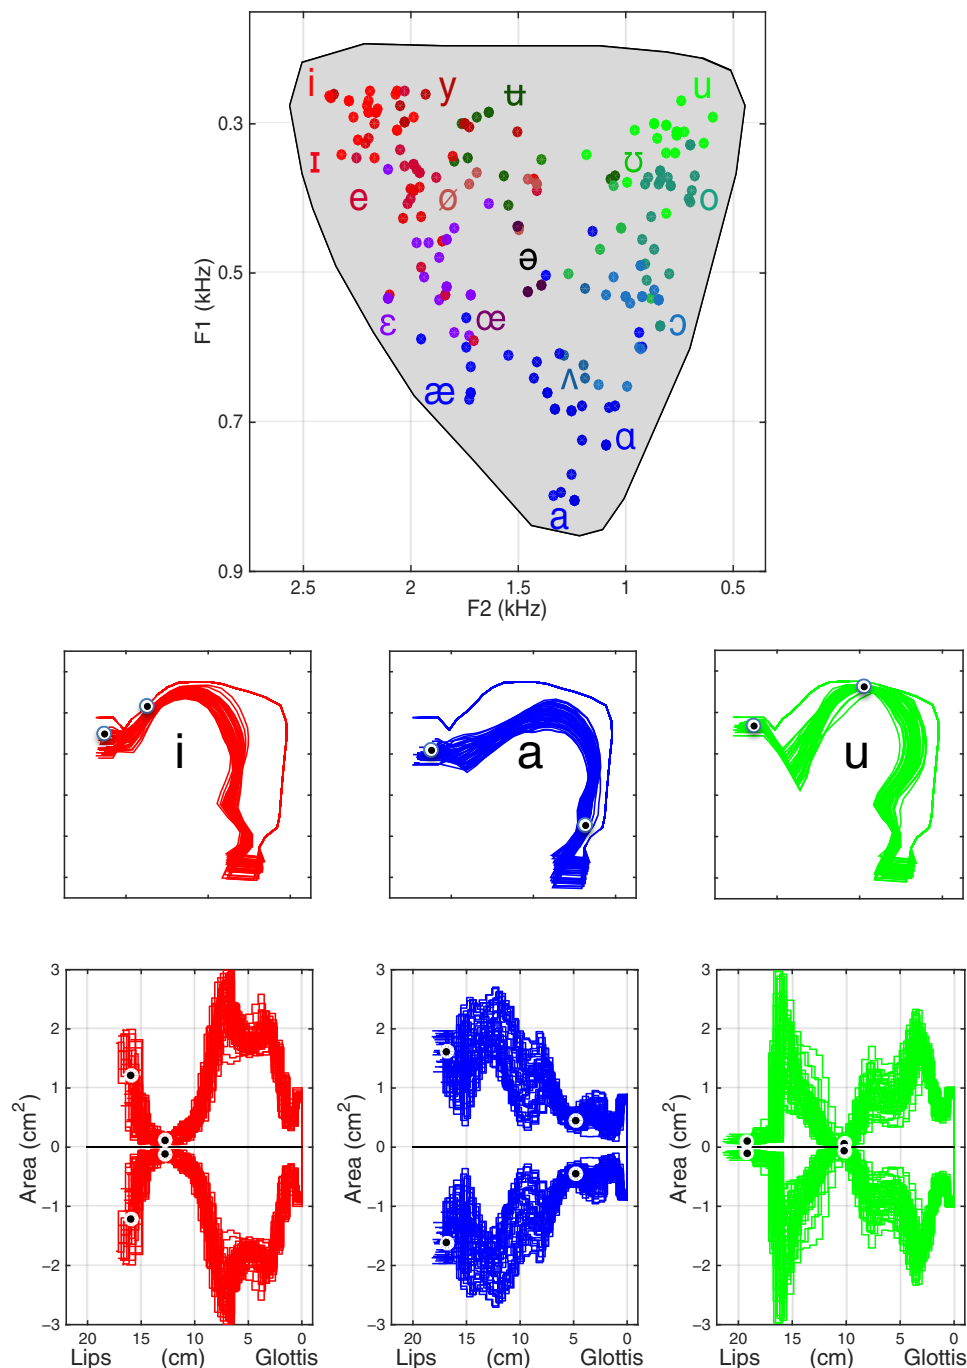 i y ʉ u
0.3
ɪ ʊ
e ø o
ə
0.5
ɛ œ ɔ
æ ʌ
0.7
ɑ
a
0.9
F1 (kHz)
2.5 2 1.5 1 0.5
F2 (kHz)
i a u
3 3 3
2 2 2
1 1 1
0 0 0
−1 −1 −1
−2 −2 −2
−3 −3 −3
Area (cm²) Area (cm²) Area (cm²)
20 15 10 5 0 20 15 10 5 0 20 15 10 5 0
Lips (cm) Glottis Lips (cm) Glottis Lips (cm) Glottis